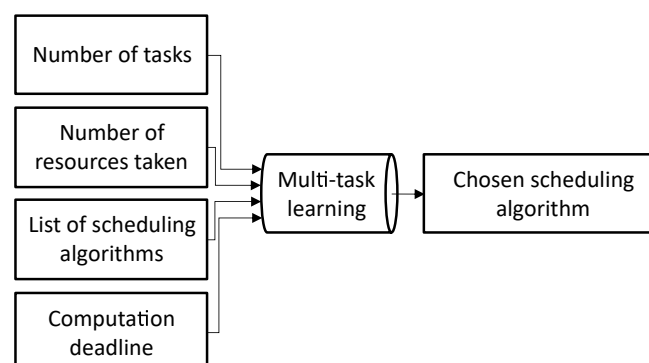 Number of tasks
Number of
resources taken
List of scheduling
algorithms
Computation
deadline
Multi-task
learning
Chosen scheduling
algorithm